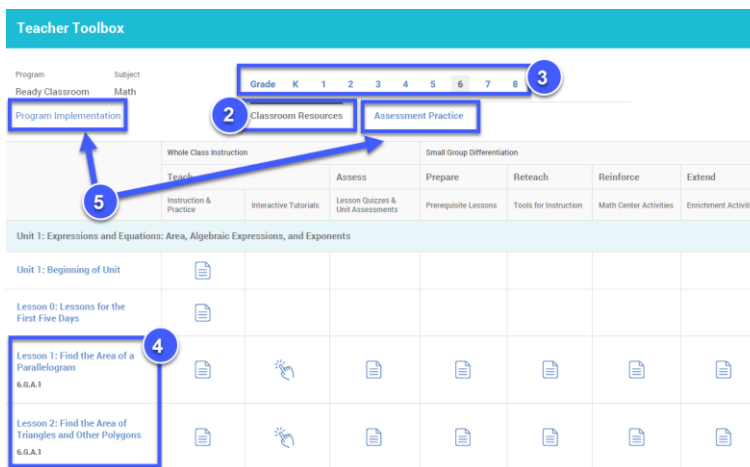 Teacher Toolbox
Program Subject
Ready Classroom Math
Grade K 1 2 3 4 5 6 7 8
3
Program Implementation
2
Classroom Resources Assessment Practice
Whole Class Instruction Small Group Differentiation
Teach Assess Prepare Reteach Reinforce Extend
5
Instruction &
Practice
Interactive Tutorials
Lesson Quizzes &
Unit Assessments
Prerequisite Lessons
Tools for Instruction
Math Center Activities
Enrichment Activiti
Unit 1: Expressions and Equations: Area, Algebraic Expressions, and Exponents
Unit 1: Beginning of Unit
Lesson 0: Lessons for the
First Five Days
4
Lesson 1: Find the Area of a
Parallelogram
6.G.A.1
Lesson 2: Find the Area of
Triangles and Other Polygons
6.G.A.1